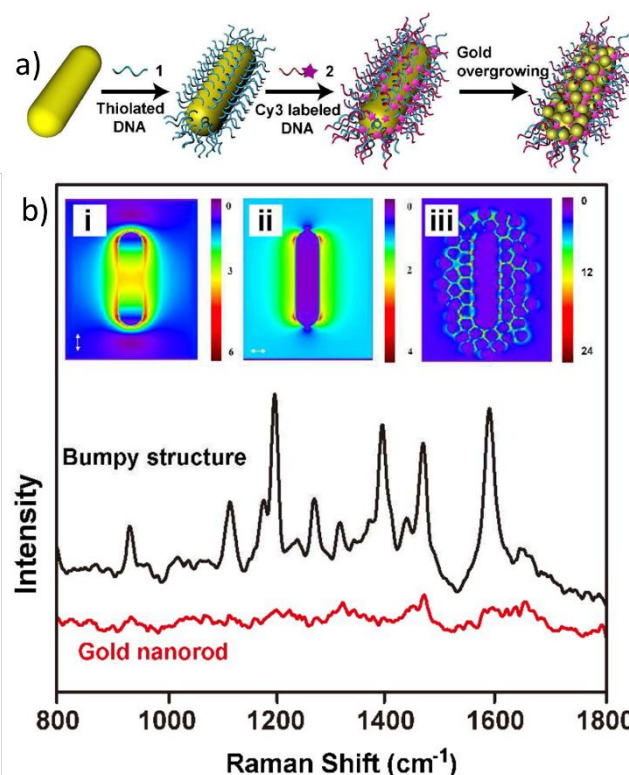 a)
1
Thiolated
DNA
2
Cy3 labeled
DNA
Gold
overgrowing
b)
i
0
3
6
ii
0
2
4
iii
0
12
24
Bumpy structure
Gold nanorod
Intensity
800 1000 1200 1400 1600 1800
Raman Shift (cm⁻¹)